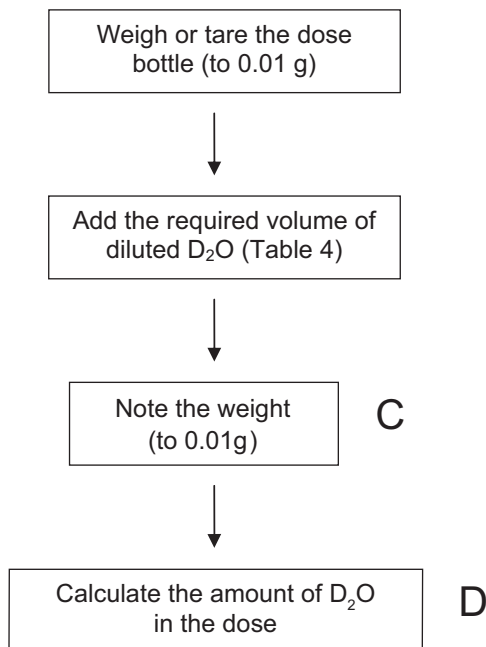 Weigh or tare the dose
bottle (to 0.01 g)
Add the required volume of
diluted D₂O (Table 4)
Note the weight
(to 0.01g)
C
Calculate the amount of D₂O
in the dose
D